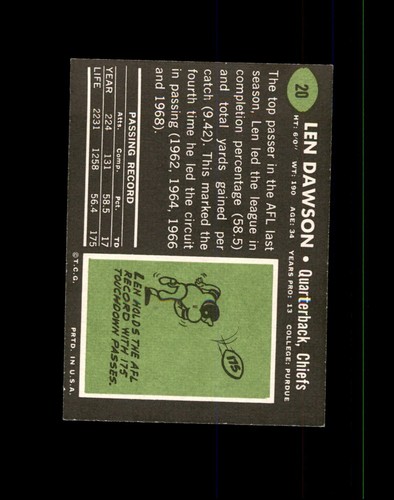 20
LEN DAWSON • Quarterback, Chiefs
HT: 6'0" WT: 190 AGE: 34 YEARS PRO: 13 COLLEGE: PURDUE
The top passer in the AFL last
season, Len led the league in
completion percentage (58.5)
and total yards gained per
catch (9.42). This marked the
fourth time he led the circuit
in passing (1962, 1964, 1966
and 1968).
PASSING RECORD
Atts. Comp. Pct. TD
YEAR 224 131 58.5 17
LIFE 2231 1258 56.4 175
175
LEN HOLDS THE AFL
RECORD WITH 175
TOUCHDOWN PASSES.
© T.C.G. PRTD. IN U.S.A.